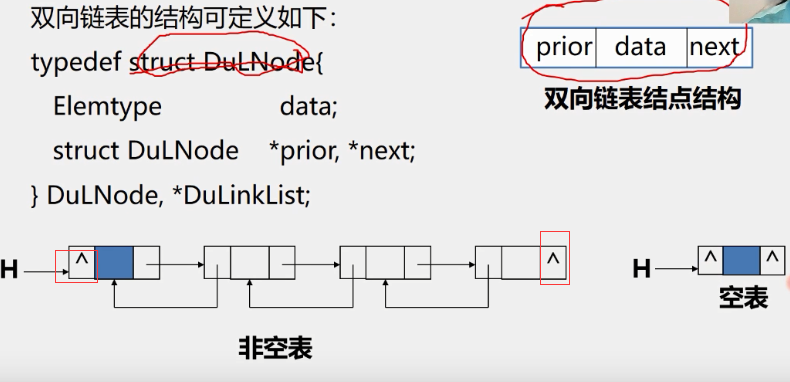 双向链表的结构可定义如下：
typedef struct DuLNode{
Elemtype data;
struct DuLNode *prior, *next;
} DuLNode, *DuLinkList;
prior data next
双向链表结点结构
H ^ ^
非空表
H ^ ^
空表